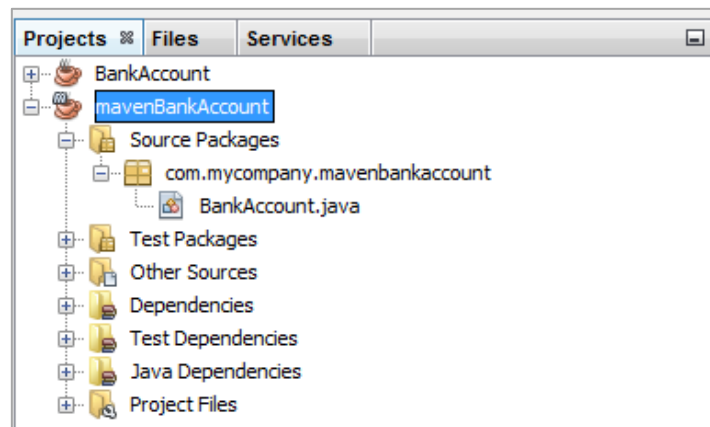 Projects Files Services
BankAccount
mavenBankAccount
Source Packages
com.mycompany.mavenbankaccount
BankAccount.java
Test Packages
Other Sources
Dependencies
Test Dependencies
Java Dependencies
Project Files